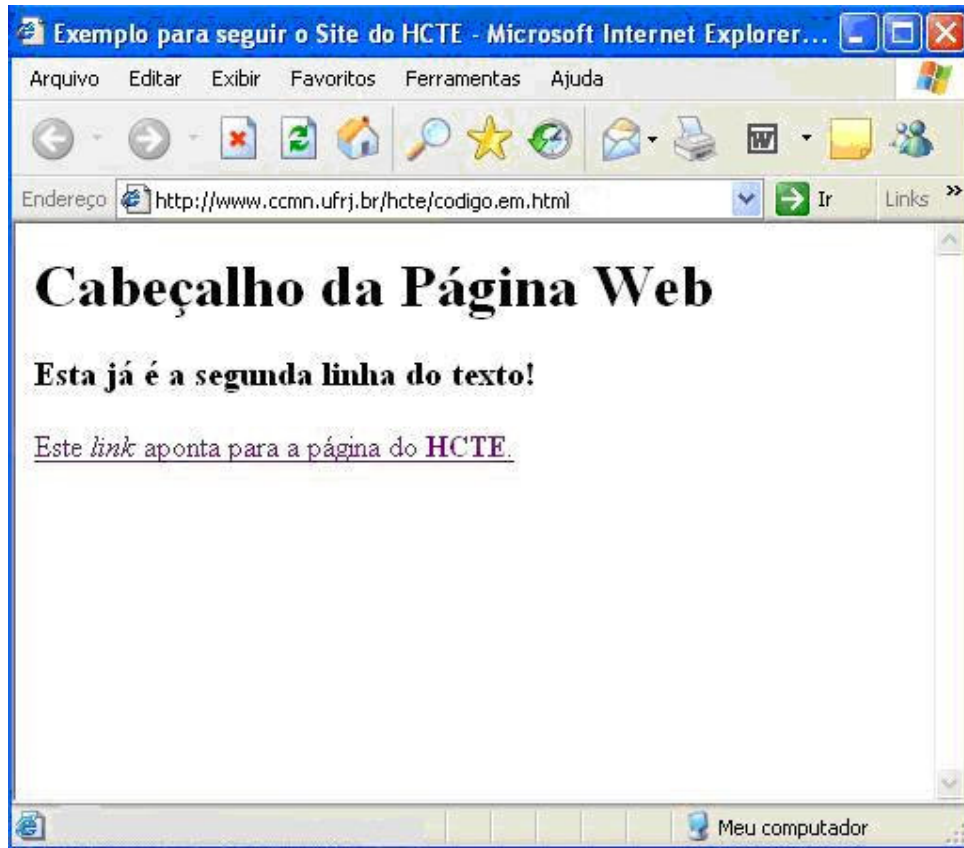 Exemplo para seguir o Site do HCTE - Microsoft Internet Explorer...
Arquivo Editar Exibir Favoritos Ferramentas Ajuda
W
Endereço http://www.ccmn.ufrj.br/hcte/codigo.em.html Ir Links »
Cabeçalho da Página Web
Esta já é a segunda linha do texto!
Este link aponta para a página do HCTE.
Meu computador